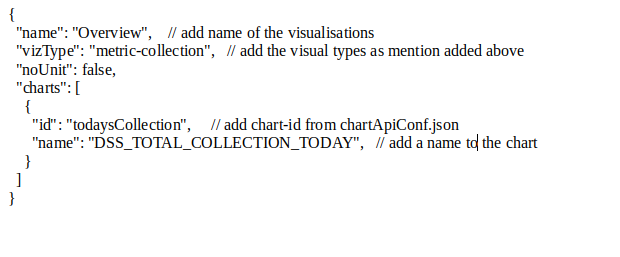 {
"name": "Overview",    // add name of the visualisations
"vizType": "metric-collection",   // add the visual types as mention added above
"noUnit": false,
"charts": [
{
"id": "todaysCollection",     // add chart-id from chartApiConf.json
"name": "DSS_TOTAL_COLLECTION_TODAY",   // add a name to the chart
}
]
}